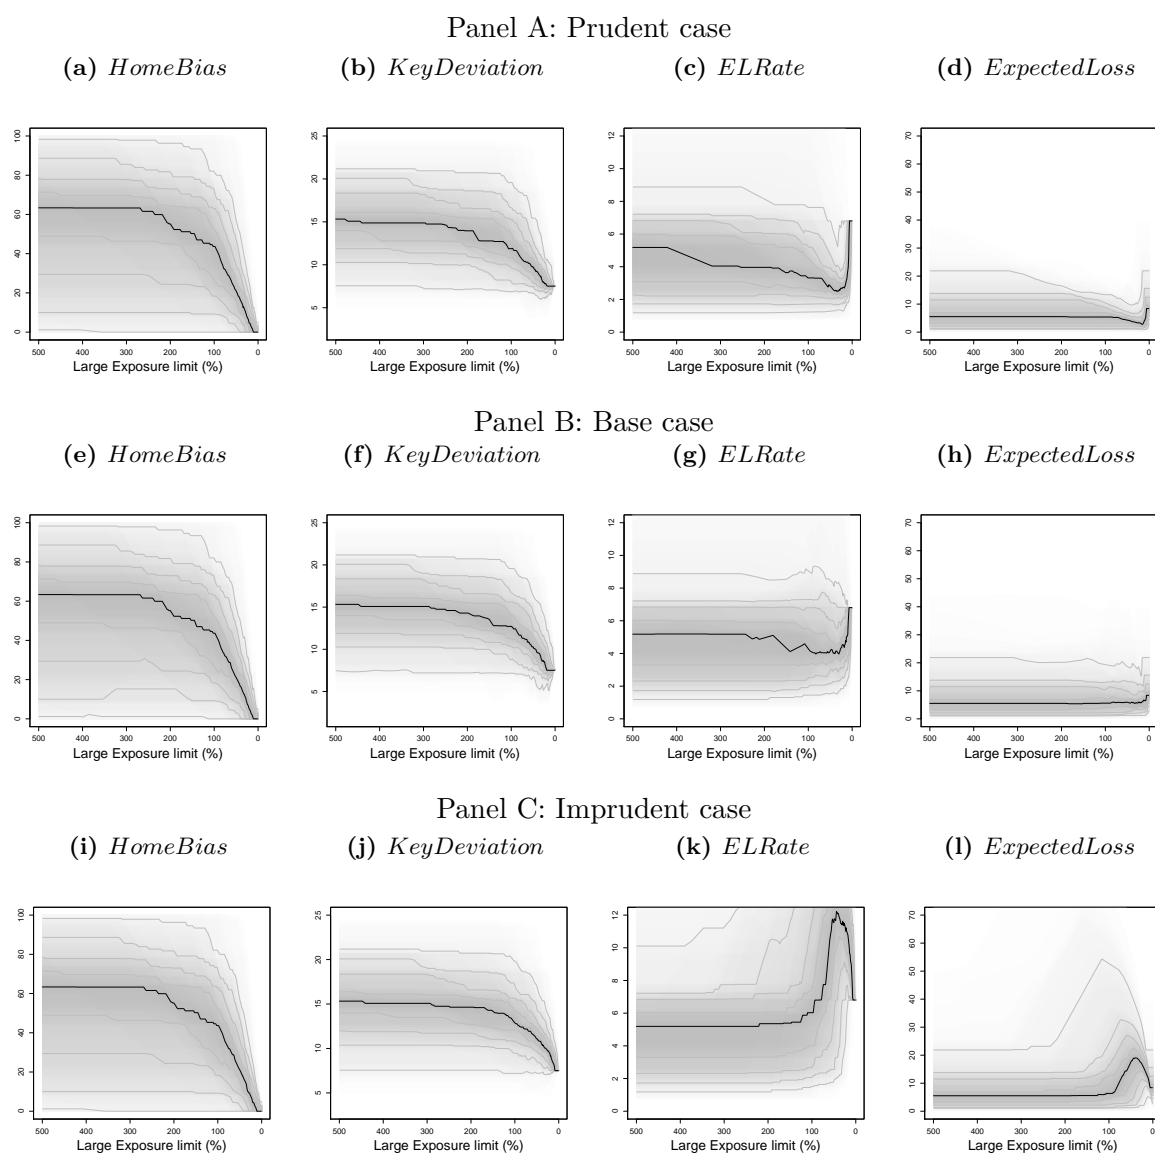 Panel A: Prudent case
(a) HomeBias (b) KeyDeviation (c) ELRate (d) ExpectedLoss
100 80 60 40 20 0
500 400 300 200 100 0
Large Exposure limit (%)
25 20 15 10 5
500 400 300 200 100 0
Large Exposure limit (%)
12 10 8 6 4 2 0
500 400 300 200 100 0
Large Exposure limit (%)
70 60 50 40 30 20 10 0
500 400 300 200 100 0
Large Exposure limit (%)
Panel B: Base case
(e) HomeBias (f) KeyDeviation (g) ELRate (h) ExpectedLoss
100 80 60 40 20 0
500 400 300 200 100 0
Large Exposure limit (%)
25 20 15 10 5
500 400 300 200 100 0
Large Exposure limit (%)
12 10 8 6 4 2 0
500 400 300 200 100 0
Large Exposure limit (%)
70 60 50 40 30 20 10 0
500 400 300 200 100 0
Large Exposure limit (%)
Panel C: Imprudent case
(i) HomeBias (j) KeyDeviation (k) ELRate (l) ExpectedLoss
100 80 60 40 20 0
500 400 300 200 100 0
Large Exposure limit (%)
25 20 15 10 5
500 400 300 200 100 0
Large Exposure limit (%)
12 10 8 6 4 2 0
500 400 300 200 100 0
Large Exposure limit (%)
70 60 50 40 30 20 10 0
500 400 300 200 100 0
Large Exposure limit (%)